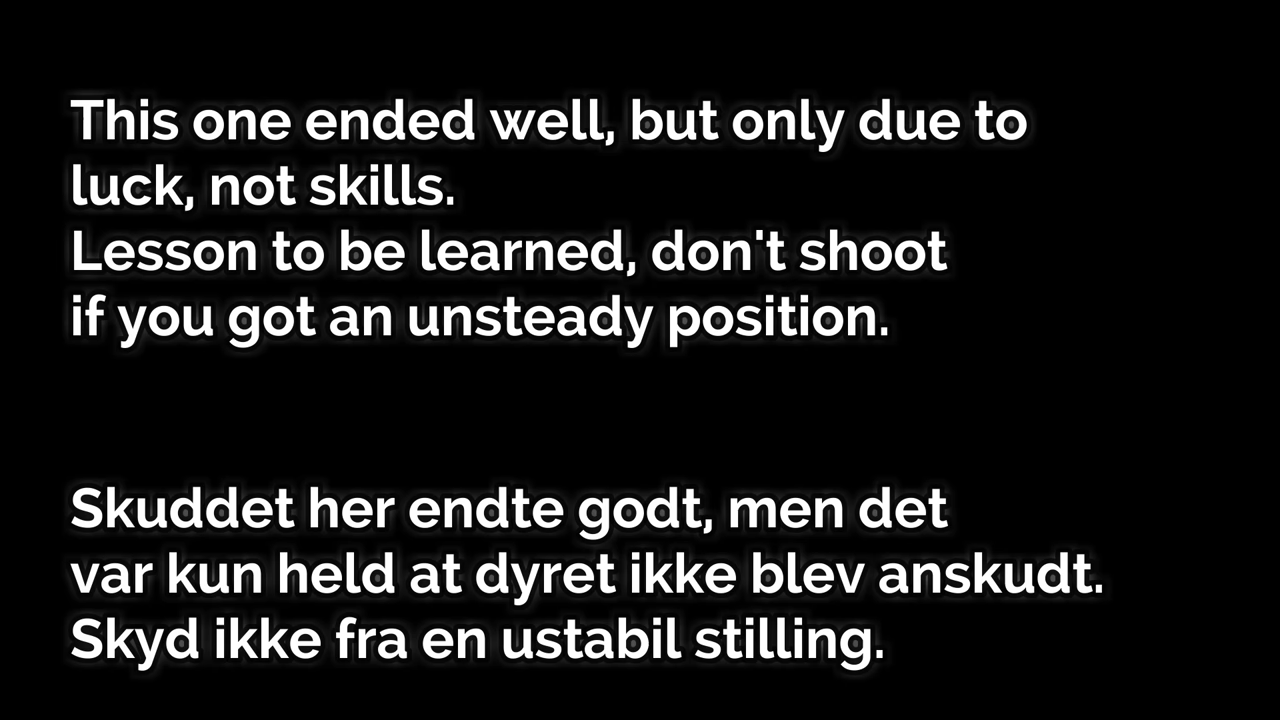 This one ended well, but only due to
luck, not skills.
Lesson to be learned, don't shoot
if you got an unsteady position.
Skuddet her endte godt, men det
var kun held at dyret ikke blev anskudt.
Skyd ikke fra en ustabil stilling.